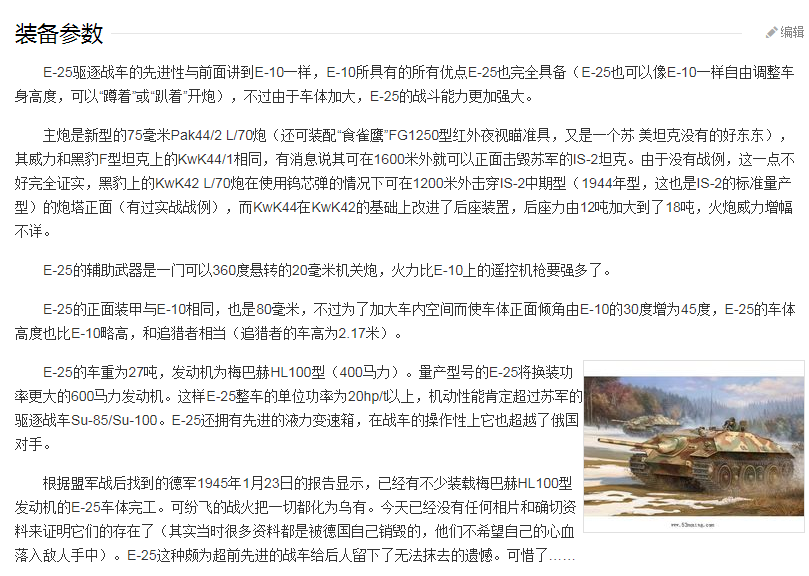 装备参数
编辑
E-25驱逐战车的先进性与前面讲到E-10一样，E-10所具有的所有优点E-25也完全具备（E-25也可以像E-10一样自由调整车
身高度，可以“蹲着”或“趴着”开炮），不过由于车体加大，E-25的战斗能力更加强大。
主炮是新型的75毫米Pak44/2 L/70炮（还可装配“食雀鹰”FG1250型红外夜视瞄准具，又是一个苏 美坦克没有的好东东），
其威力和黑豹F型坦克上的KwK44/1相同，有消息说其可在1600米外就可以正面击毁苏军的IS-2坦克。由于没有战例，这一点不
好完全证实，黑豹上的KwK42 L/70炮在使用钨芯弹的情况下可在1200米外击穿IS-2中期型（1944年型，这也是IS-2的标准量产
型）的炮塔正面（有过实战战例），而KwK44在KwK42的基础上改进了后座装置，后座力由12吨加大到了18吨，火炮威力增幅
不详。
E-25的辅助武器是一门可以360度悬转的20毫米机关炮，火力比E-10上的遥控机枪要强多了。
E-25的正面装甲与E-10相同，也是80毫米，不过为了加大车内空间而使车体正面倾角由E-10的30度增为45度，E-25的车体
高度也比E-10略高，和追猎者相当（追猎者的车高为2.17米）。
E-25的车重为27吨，发动机为梅巴赫HL100型（400马力）。量产型号的E-25将换装功
率更大的600马力发动机。这样E-25整车的单位功率为20hp/t以上，机动性能肯定超过苏军的
驱逐战车Su-85/Su-100。E-25还拥有先进的液力变速箱，在战车的操作性上它也超越了俄国
对手。
根据盟军战后找到的德军1945年1月23日的报告显示，已经有不少装载梅巴赫HL100型
发动机的E-25车体完工。可纷飞的战火把一切都化为乌有。今天已经没有任何相片和确切资
料来证明它们的存在了（其实当时很多资料都是被德国自己销毁的，他们不希望自己的心血
落入敌人手中）。E-25这种颇为超前先进的战车给后人留下了无法抹去的遗憾。可惜了……